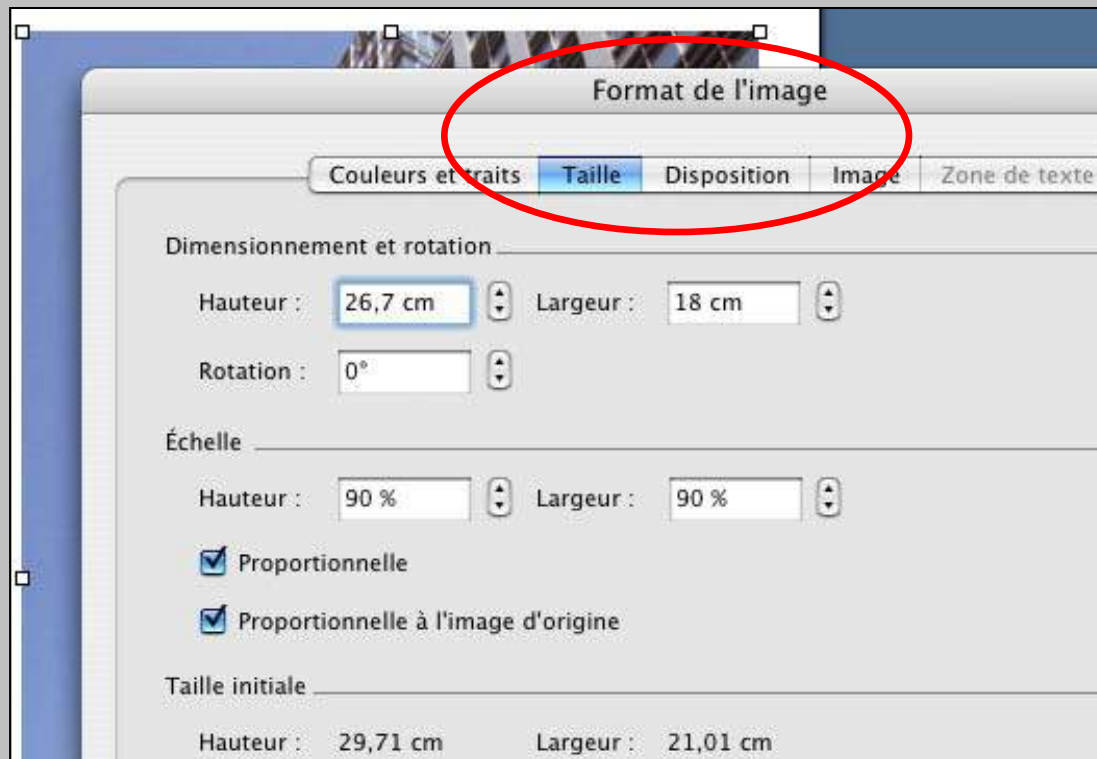 Format de l'image
Couleurs et traits Taille Disposition Image Zone de texte
Dimensionnement et rotation
Hauteur : 26,7 cm Largeur : 18 cm
Rotation : 0°
Échelle
Hauteur : 90 % Largeur : 90 %
Proportionnelle
Proportionnelle à l'image d'origine
Taille initiale
Hauteur : 29,71 cm Largeur : 21,01 cm